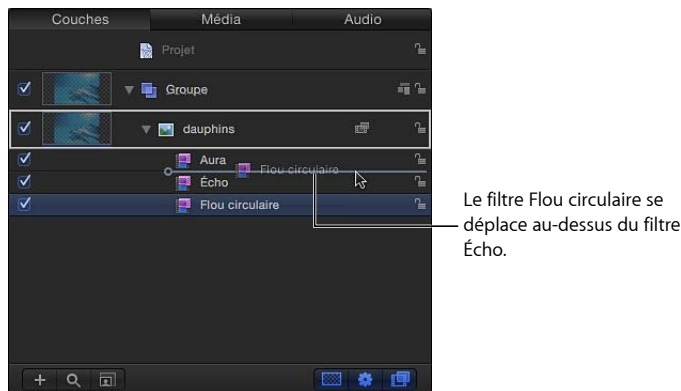 Couches Média Audio
Projet
Groupe
dauphins
Aura
Flou circulaire
Écho
Flou circulaire
Le filtre Flou circulaire se
déplace au-dessus du filtre
Écho.